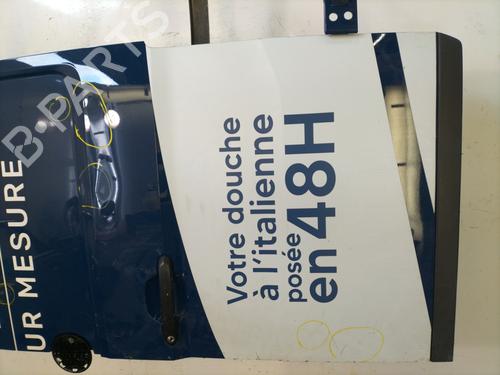 Votre douche
à l'italienne
posée
en 48H
UR MESURE
B-PARTS